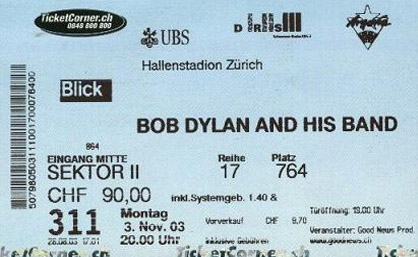 TicketCorner.ch
0848 800 800
UBS
Hallenstadion Zürich
Blick
BOB DYLAN AND HIS BAND
864
EINGANG MITTE Reihe Platz
SEKTOR II 17 764
CHF 90,00 inkl.Systemgeb. 1.40 &
311 Montag
3. Nov. 03
20.00 Uhr
28.08.03 17.01
Vorverkauf CHF 9,70
inklusive Gebühren
Türöffnung: 19.00 Uhr
Veranstalter: Good News Prod.
www.goodnews.ch